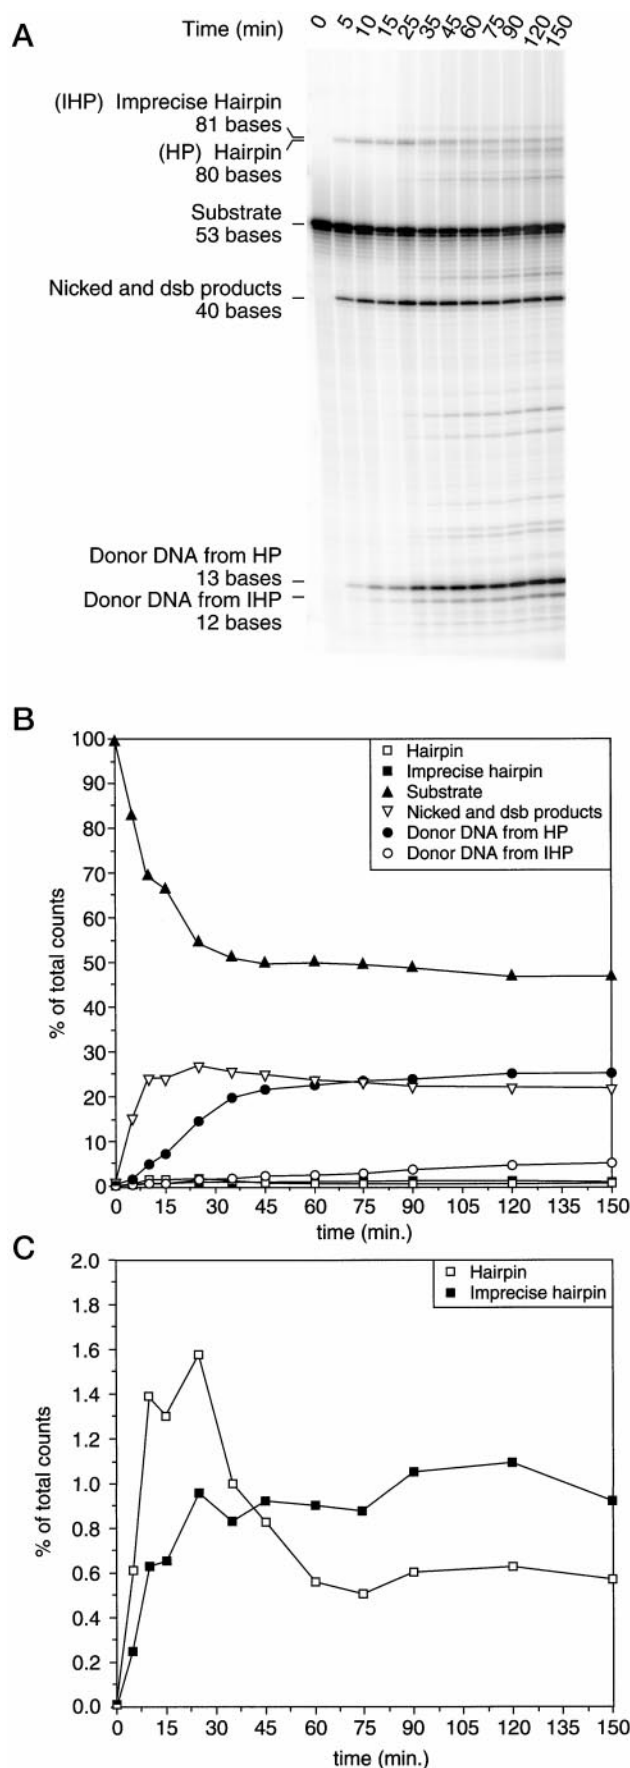 A
Time (min)
0 5 10 15 25 35 45 60 75 90 120 150
(IHP) Imprecise Hairpin
81 bases
(HP) Hairpin
80 bases
Substrate
53 bases
Nicked and dsb products
40 bases
Donor DNA from HP
13 bases
Donor DNA from IHP
12 bases
B
100
90
80
70
60
50
40
30
20
10
0
% of total counts
Hairpin
Imprecise hairpin
Substrate
Nicked and dsb products
Donor DNA from HP
Donor DNA from IHP
0 15 30 45 60 75 90 105 120 135 150
time (min.)
C
2.0
1.8
1.6
1.4
1.2
1.0
0.8
0.6
0.4
0.2
0.0
% of total counts
Hairpin
Imprecise hairpin
0 15 30 45 60 75 90 105 120 135 150
time (min.)